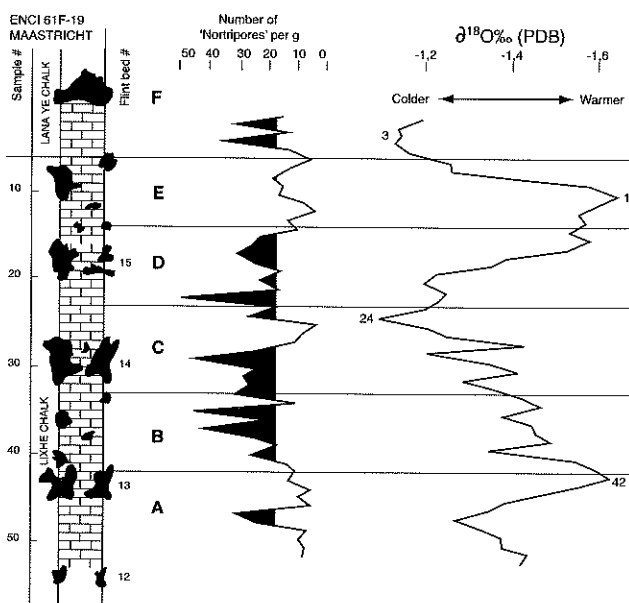 ENCI 61F-19
MAASTRICHT
Number of
'Nortripores' per g
50 40 30 20 10 0
∂18O‰ (PDB)
-1,2 -1,4 -1,6
Colder Warmer
Sample #
Flint bed #
LANA YE CHALK
LIXHE CHALK
F
3
E
10
1
D
15
20
24
C
30
14
B
40
13
42
A
50
12